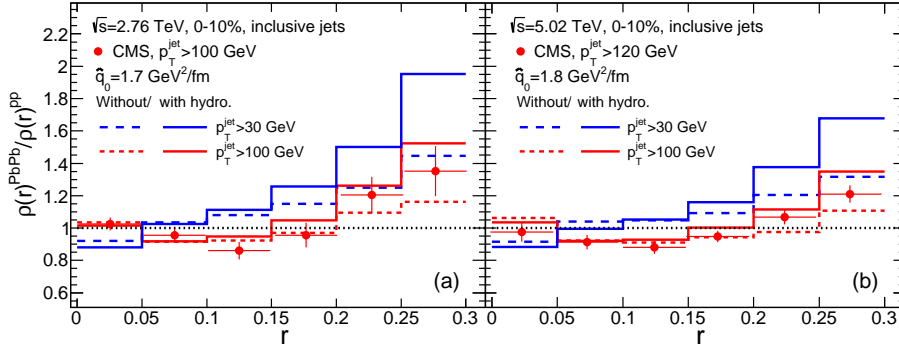 √s=2.76 TeV, 0-10%, inclusive jets
CMS, p_T^jet>100 GeV
q̂₀=1.7 GeV²/fm
Without/ with hydro.
p_T^jet>30 GeV
p_T^jet>100 GeV
(a)
ρ(r)^PbPb/ρ(r)^pp
2.2
2
1.8
1.6
1.4
1.2
1
0.8
0.6
0 0.05 0.1 0.15 0.2 0.25 0.3
r
√s=5.02 TeV, 0-10%, inclusive jets
CMS, p_T^jet>120 GeV
q̂₀=1.8 GeV²/fm
Without/ with hydro.
p_T^jet>30 GeV
p_T^jet>100 GeV
(b)
0 0.05 0.1 0.15 0.2 0.25 0.3
r